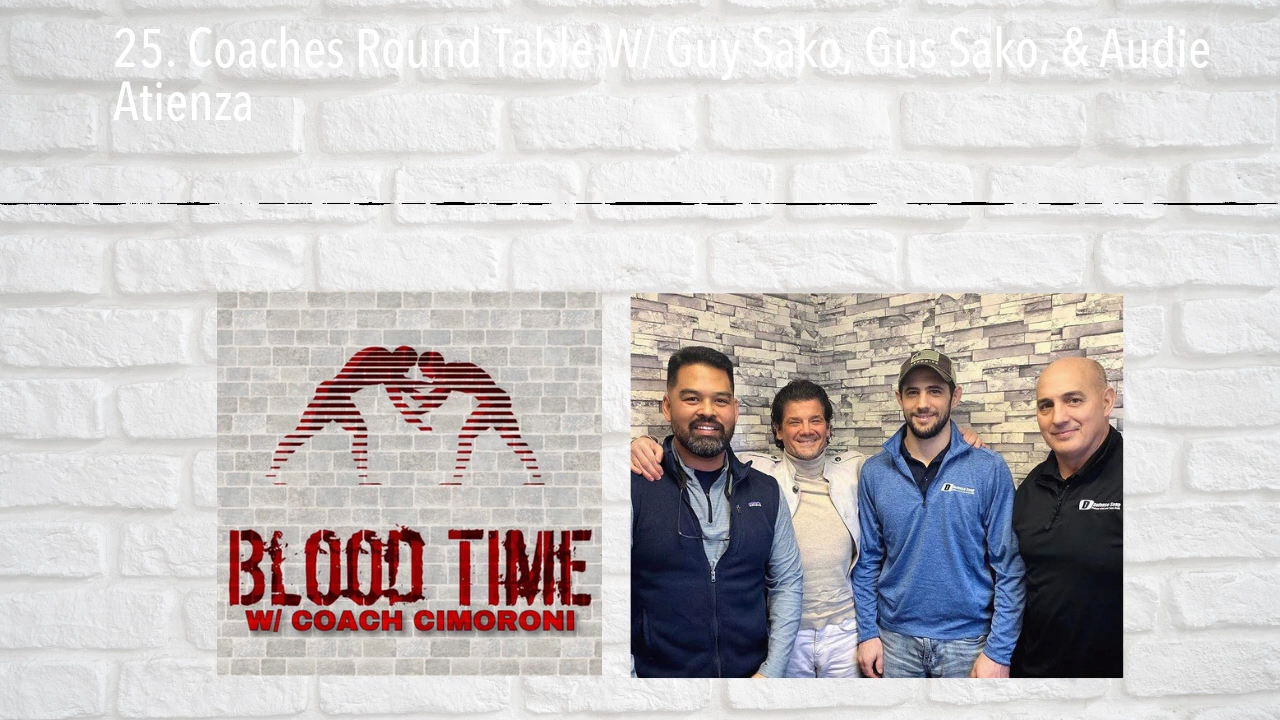 25. Coaches Round Table W/ Guy Sako, Gus Sako, & Audie
Atienza
BLOOD TIME
W/ COACH CIMORONI